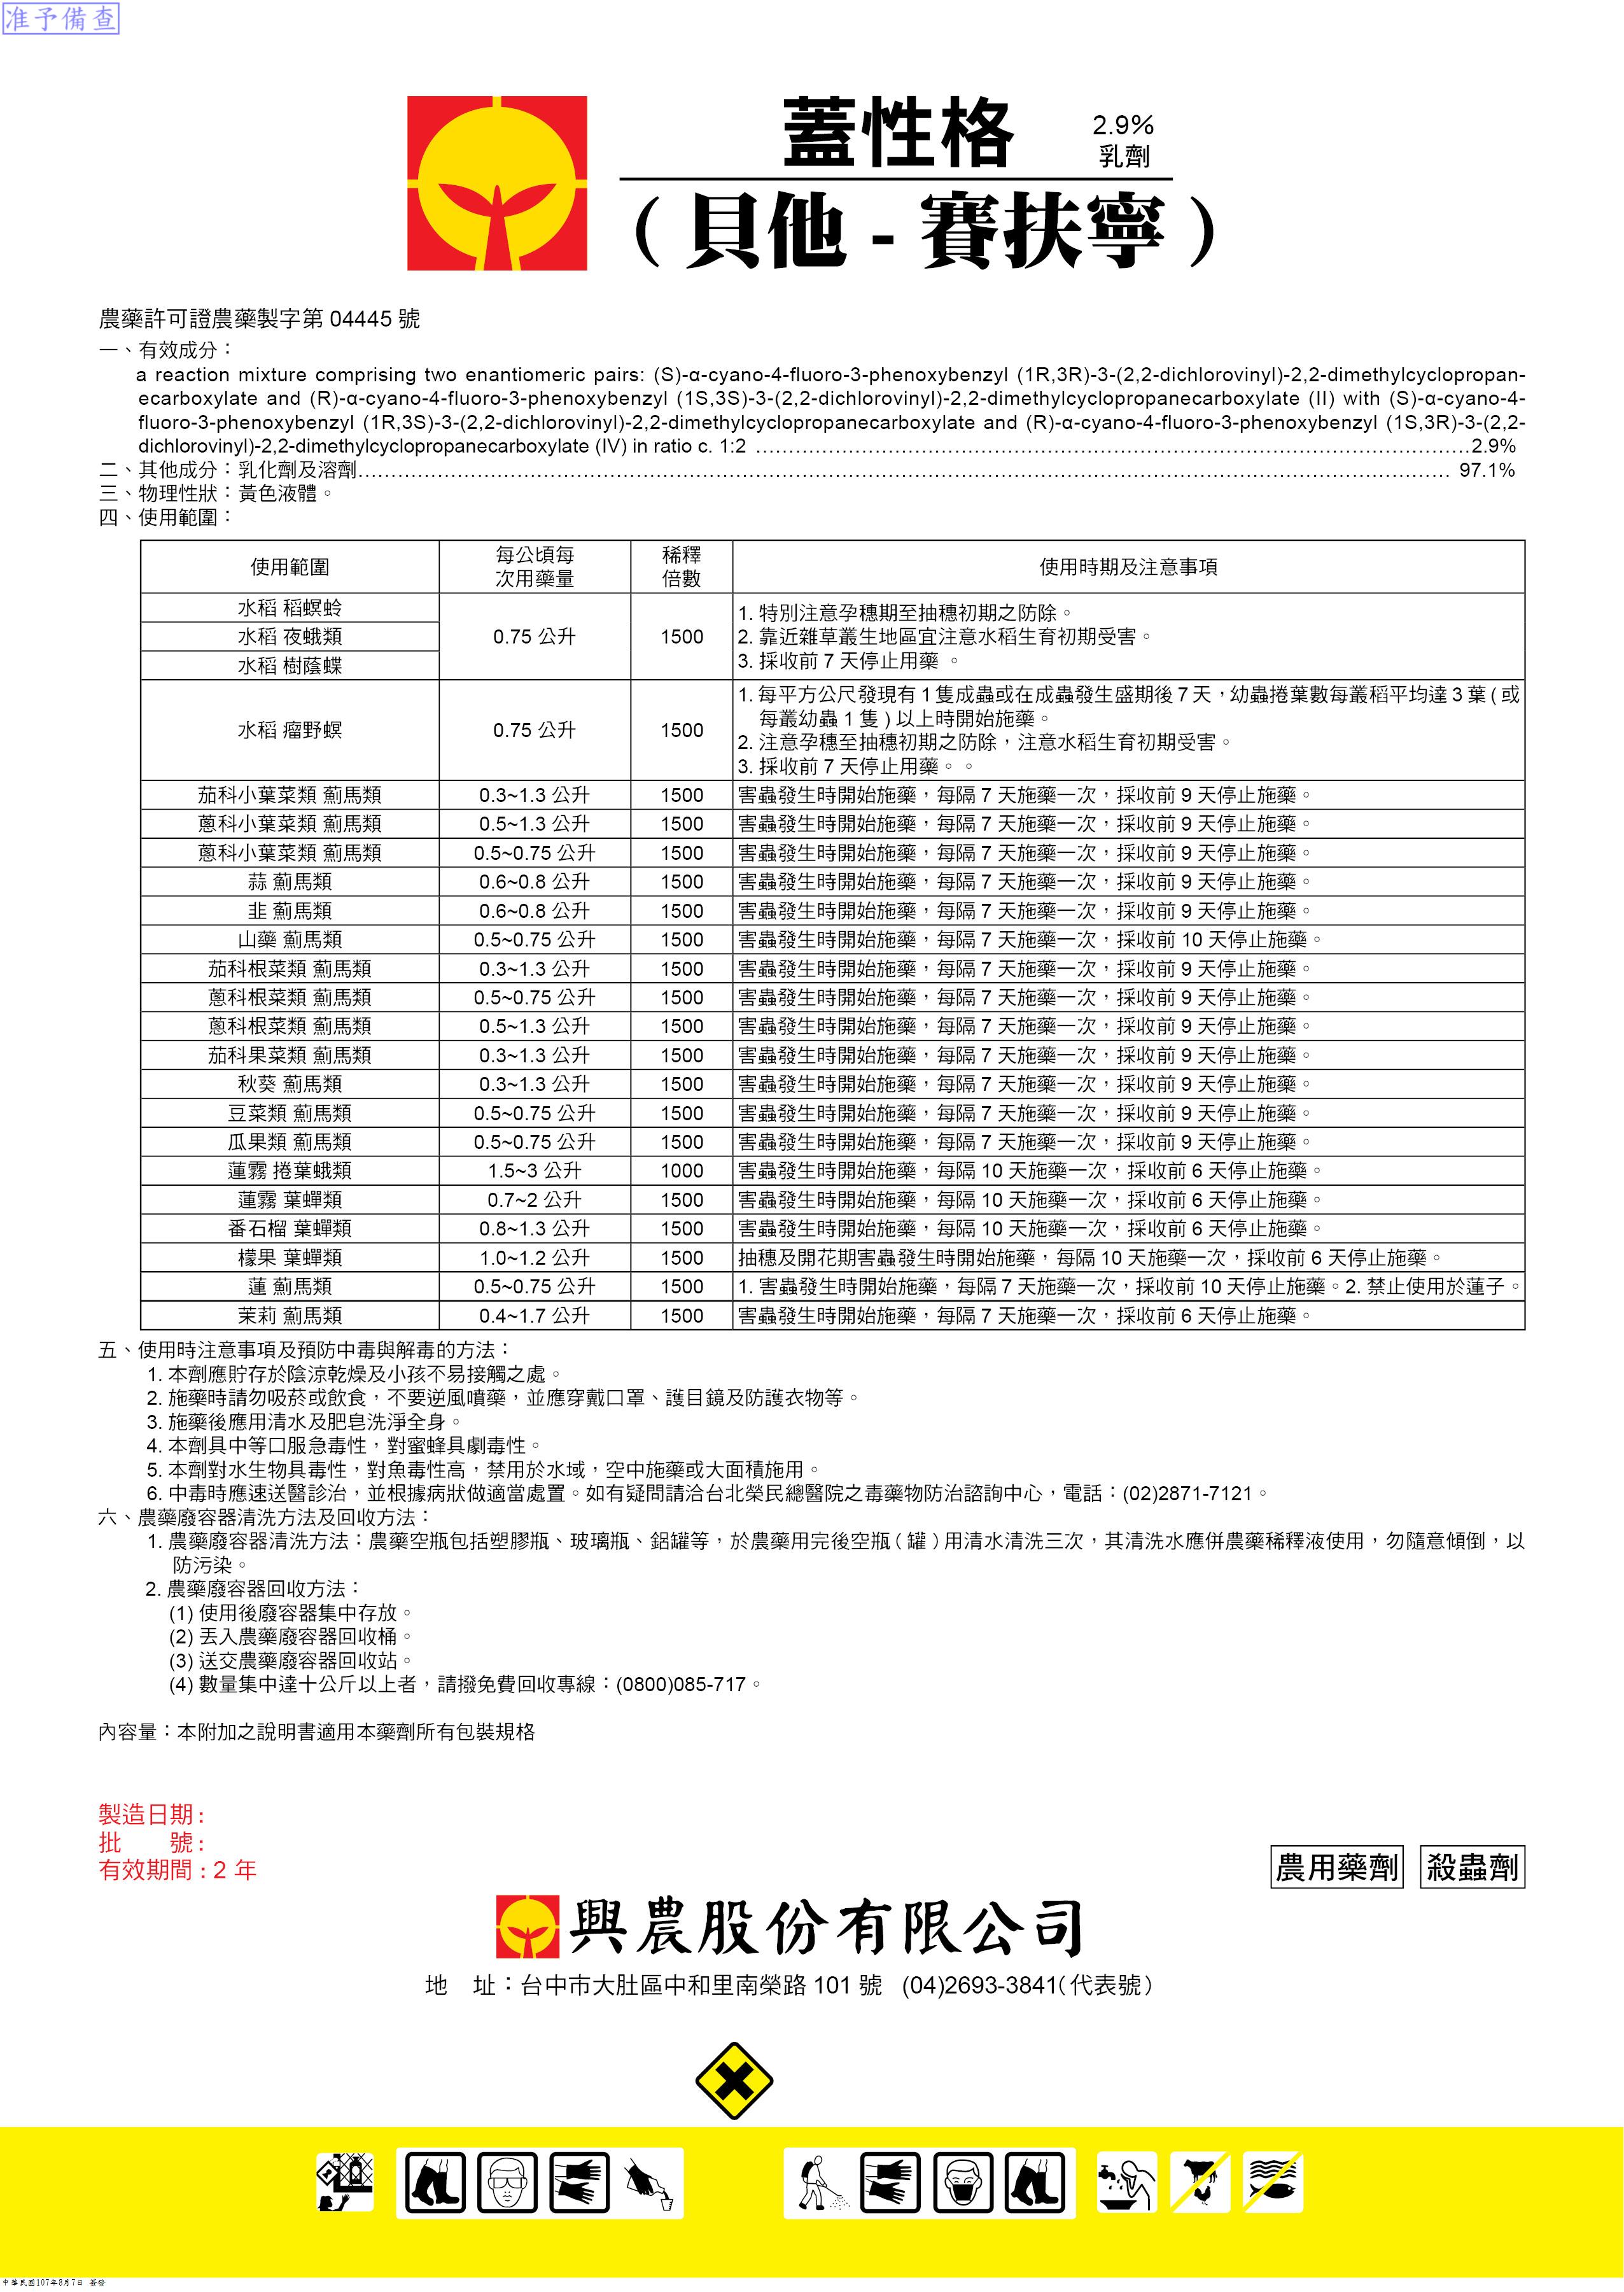 准予備查
蓋性格
2.9%
乳劑
（貝他-賽扶寧）
農藥許可證農藥製字第 04445 號
一、有效成分：
a reaction mixture comprising two enantiomeric pairs: (S)-α-cyano-4-fluoro-3-phenoxybenzyl (1R,3R)-3-(2,2-dichlorovinyl)-2,2-dimethylcyclopropan-
ecarboxylate and (R)-α-cyano-4-fluoro-3-phenoxybenzyl (1S,3S)-3-(2,2-dichlorovinyl)-2,2-dimethylcyclopropanecarboxylate (II) with (S)-α-cyano-4-
fluoro-3-phenoxybenzyl (1R,3S)-3-(2,2-dichlorovinyl)-2,2-dimethylcyclopropanecarboxylate and (R)-α-cyano-4-fluoro-3-phenoxybenzyl (1S,3R)-3-(2,2-
dichlorovinyl)-2,2-dimethylcyclopropanecarboxylate (IV) in ratio c. 1:2 ......2.9%
二、其他成分：乳化劑及溶劑...... 97.1%
三、物理性狀：黃色液體。
四、使用範圍：
使用範圍 每公頃每次用藥量 稀釋倍數 使用時期及注意事項
水稻 稻螟蛉
水稻 夜蛾類
水稻 樹蔭蝶
0.75 公升 1500
1. 特別注意孕穗期至抽穗初期之防除。
2. 靠近雜草叢生地區宜注意水稻生育初期受害。
3. 採收前 7 天停止用藥 。
水稻 瘤野螟 0.75 公升 1500
1. 每平方公尺發現有 1 隻成蟲或在成蟲發生盛期後 7 天，幼蟲捲葉數每叢稻平均達 3 葉 ( 或
每叢幼蟲 1 隻 ) 以上時開始施藥。
2. 注意孕穗至抽穗初期之防除，注意水稻生育初期受害。
3. 採收前 7 天停止用藥。。
茄科小葉菜類 薊馬類 0.3~1.3 公升 1500 害蟲發生時開始施藥，每隔 7 天施藥一次，採收前 9 天停止施藥。
蔥科小葉菜類 薊馬類 0.5~1.3 公升 1500 害蟲發生時開始施藥，每隔 7 天施藥一次，採收前 9 天停止施藥。
蔥科小葉菜類 薊馬類 0.5~0.75 公升 1500 害蟲發生時開始施藥，每隔 7 天施藥一次，採收前 9 天停止施藥。
蒜 薊馬類 0.6~0.8 公升 1500 害蟲發生時開始施藥，每隔 7 天施藥一次，採收前 9 天停止施藥。
韭 薊馬類 0.6~0.8 公升 1500 害蟲發生時開始施藥，每隔 7 天施藥一次，採收前 9 天停止施藥。
山藥 薊馬類 0.5~0.75 公升 1500 害蟲發生時開始施藥，每隔 7 天施藥一次，採收前 10 天停止施藥。
茄科根菜類 薊馬類 0.3~1.3 公升 1500 害蟲發生時開始施藥，每隔 7 天施藥一次，採收前 9 天停止施藥。
蔥科根菜類 薊馬類 0.5~0.75 公升 1500 害蟲發生時開始施藥，每隔 7 天施藥一次，採收前 9 天停止施藥。
蔥科根菜類 薊馬類 0.5~1.3 公升 1500 害蟲發生時開始施藥，每隔 7 天施藥一次，採收前 9 天停止施藥。
茄科果菜類 薊馬類 0.3~1.3 公升 1500 害蟲發生時開始施藥，每隔 7 天施藥一次，採收前 9 天停止施藥。
秋葵 薊馬類 0.3~1.3 公升 1500 害蟲發生時開始施藥，每隔 7 天施藥一次，採收前 9 天停止施藥。
豆菜類 薊馬類 0.5~0.75 公升 1500 害蟲發生時開始施藥，每隔 7 天施藥一次，採收前 9 天停止施藥。
瓜果類 薊馬類 0.5~0.75 公升 1500 害蟲發生時開始施藥，每隔 7 天施藥一次，採收前 9 天停止施藥。
蓮霧 捲葉蛾類 1.5~3 公升 1000 害蟲發生時開始施藥，每隔 10 天施藥一次，採收前 6 天停止施藥。
蓮霧 葉蟬類 0.7~2 公升 1500 害蟲發生時開始施藥，每隔 10 天施藥一次，採收前 6 天停止施藥。
番石榴 葉蟬類 0.8~1.3 公升 1500 害蟲發生時開始施藥，每隔 10 天施藥一次，採收前 6 天停止施藥。
檬果 葉蟬類 1.0~1.2 公升 1500 抽穗及開花期害蟲發生時開始施藥，每隔 10 天施藥一次，採收前 6 天停止施藥。
蓮 薊馬類 0.5~0.75 公升 1500 1. 害蟲發生時開始施藥，每隔 7 天施藥一次，採收前 10 天停止施藥。2. 禁止使用於蓮子。
茉莉 薊馬類 0.4~1.7 公升 1500 害蟲發生時開始施藥，每隔 7 天施藥一次，採收前 6 天停止施藥。
五、使用時注意事項及預防中毒與解毒的方法：
1. 本劑應貯存於陰涼乾燥及小孩不易接觸之處。
2. 施藥時請勿吸菸或飲食，不要逆風噴藥，並應穿戴口罩、護目鏡及防護衣物等。
3. 施藥後應用清水及肥皂洗淨全身。
4. 本劑具中等口服急毒性，對蜜蜂具劇毒性。
5. 本劑對水生物具毒性，對魚毒性高，禁用於水域，空中施藥或大面積施用。
6. 中毒時應速送醫診治，並根據病狀做適當處置。如有疑問請洽台北榮民總醫院之毒藥物防治諮詢中心，電話：(02)2871-7121。
六、農藥廢容器清洗方法及回收方法：
1. 農藥廢容器清洗方法：農藥空瓶包括塑膠瓶、玻璃瓶、鋁罐等，於農藥用完後空瓶 ( 罐 ) 用清水清洗三次，其清洗水應併農藥稀釋液使用，勿隨意傾倒，以
防污染。
2. 農藥廢容器回收方法：
(1) 使用後廢容器集中存放。
(2) 丟入農藥廢容器回收桶。
(3) 送交農藥廢容器回收站。
(4) 數量集中達十公斤以上者，請撥免費回收專線：(0800)085-717。
內容量：本附加之說明書適用本藥劑所有包裝規格
製造日期 :
批　　號 :
有效期間 : 2 年
農用藥劑 殺蟲劑
興農股份有限公司
地　址：台中市大肚區中和里南榮路 101 號 (04)2693-3841（代表號）
中華民國107年8月7日 簽發